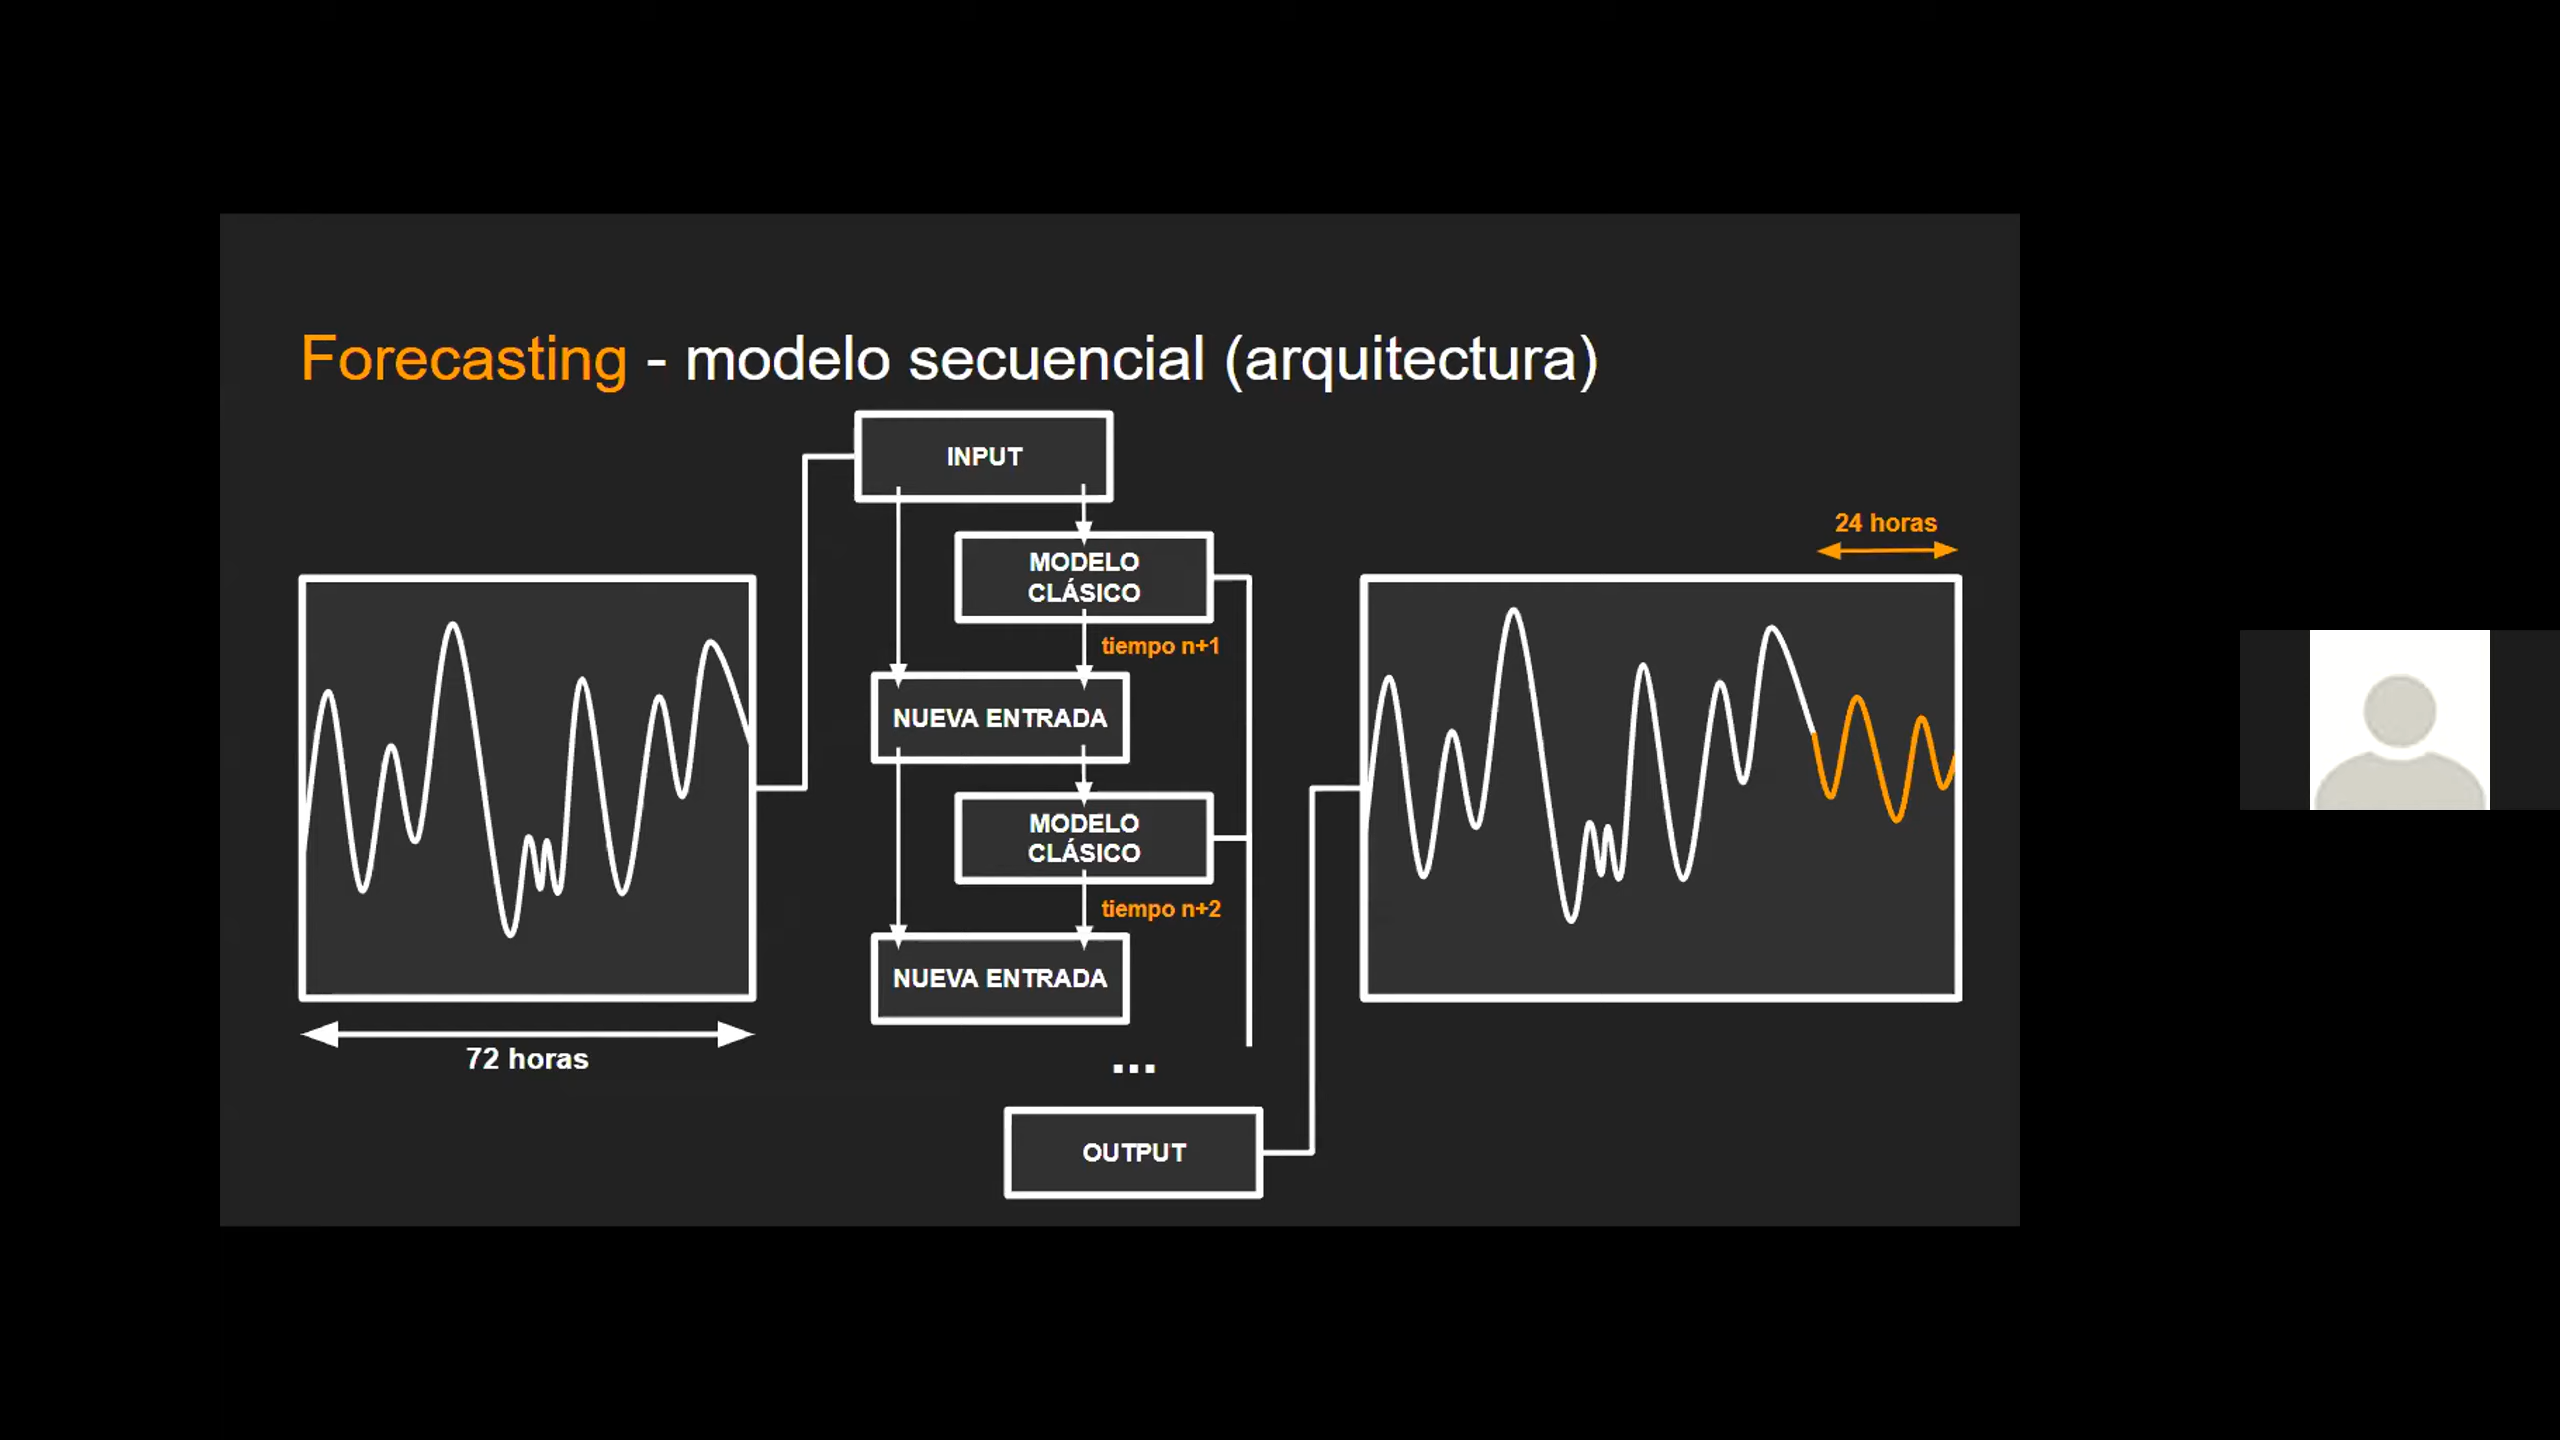 Forecasting - modelo secuencial (arquitectura)
INPUT
MODELO
CLÁSICO
tiempo n+1
NUEVA ENTRADA
MODELO
CLÁSICO
tiempo n+2
NUEVA ENTRADA
...
OUTPUT
72 horas
24 horas